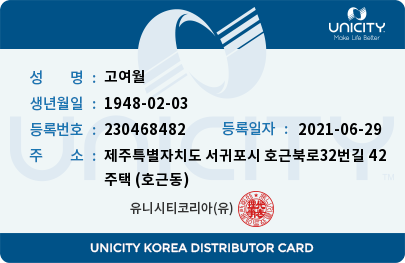 UNICITY
Make Life Better
성 명 : 고여월
생년월일 : 1948-02-03
등록번호 : 230468482 등록일자 : 2021-06-29
주 소 : 제주특별자치도 서귀포시 호근북로32번길 42
주택 (호근동)
UNICITY
유니시티코리아(유)
UNICITY KOREA DISTRIBUTOR CARD